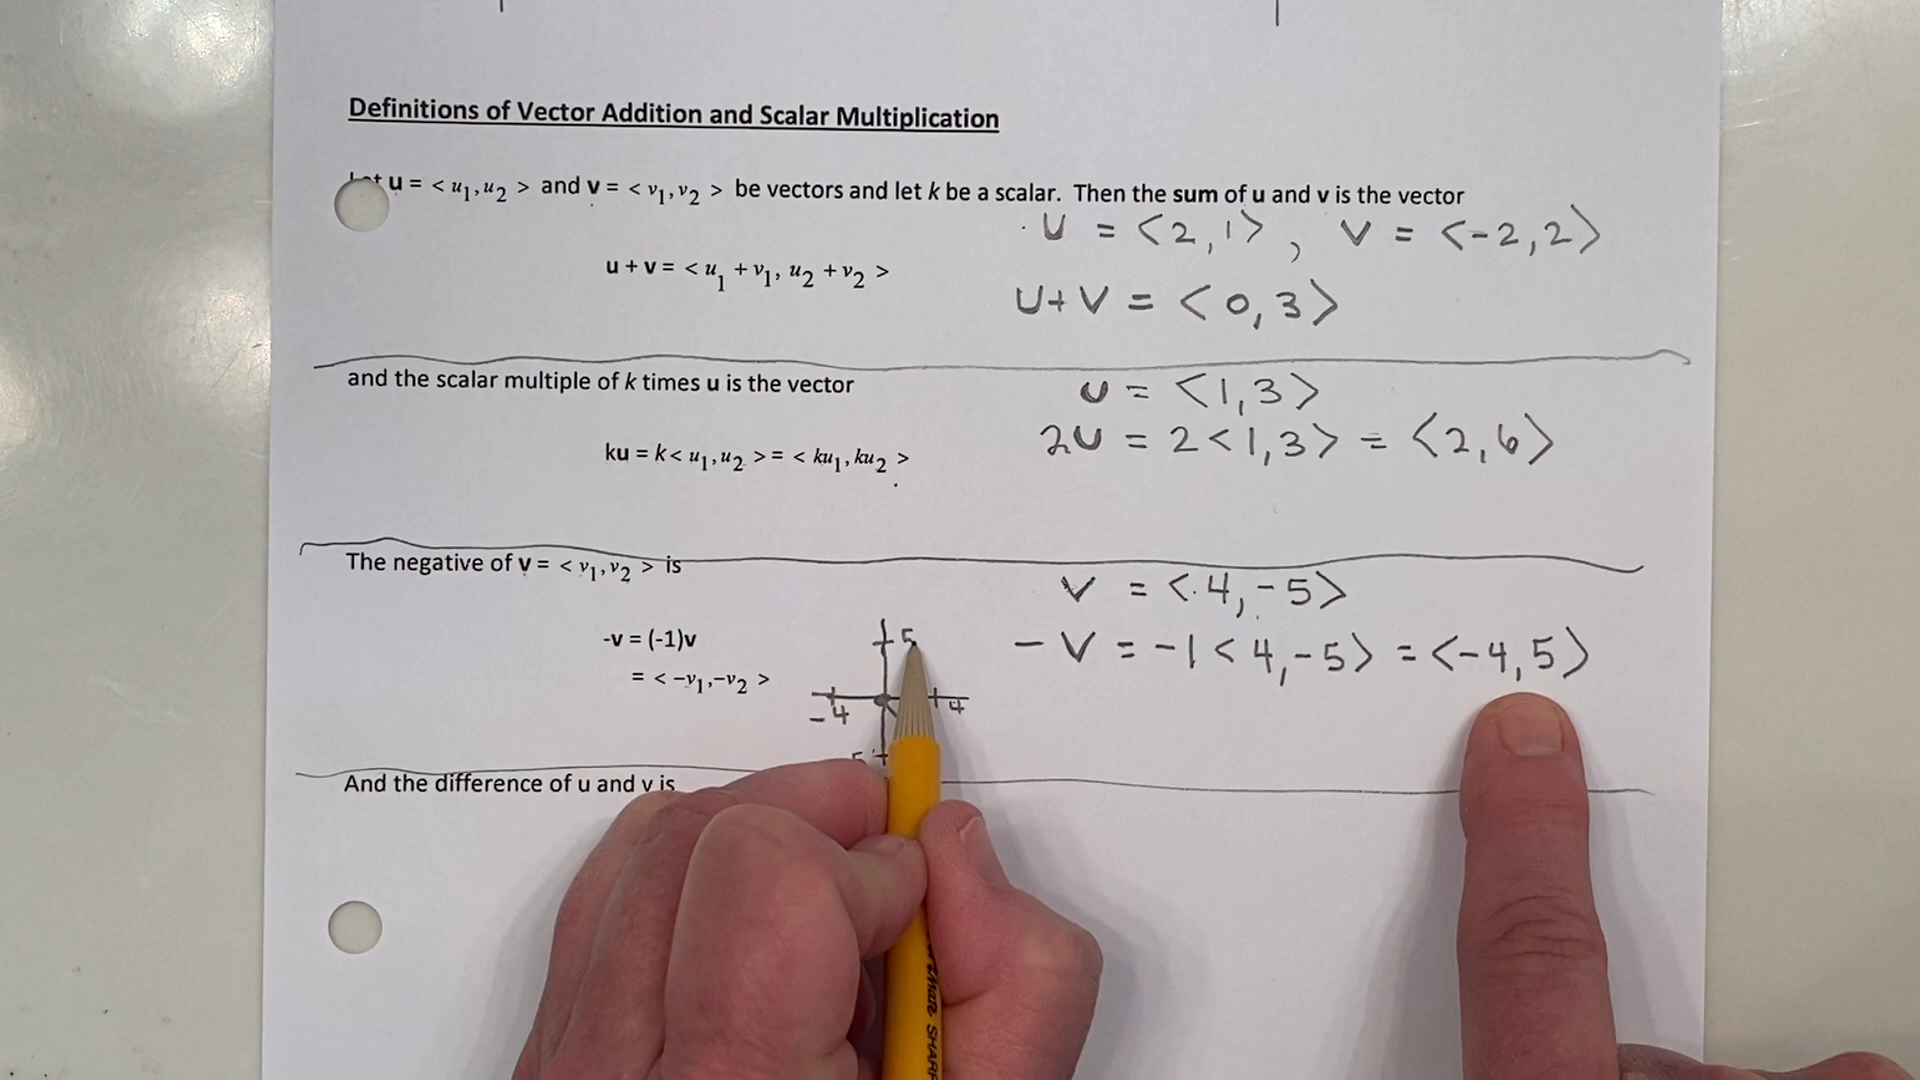 Definitions of Vector Addition and Scalar Multiplication
u = < u₁, u₂ > and v = < v₁, v₂ > be vectors and let k be a scalar. Then the sum of u and v is the vector
U = <2, 1> , V = <-2, 2>
u + v = < u₁ + v₁, u₂ + v₂ >
U + V = <0, 3>
and the scalar multiple of k times u is the vector
U = <1, 3>
ku = k< u₁, u₂ > = < ku₁, ku₂ >
2U = 2<1, 3> = <2, 6>
The negative of v = < v₁, v₂ > is
V = <4, -5>
-v = (-1)v
5
- V = -1 <4, -5> = <-4, 5>
= < -v₁, -v₂ >
-4
4
And the difference of u and v is